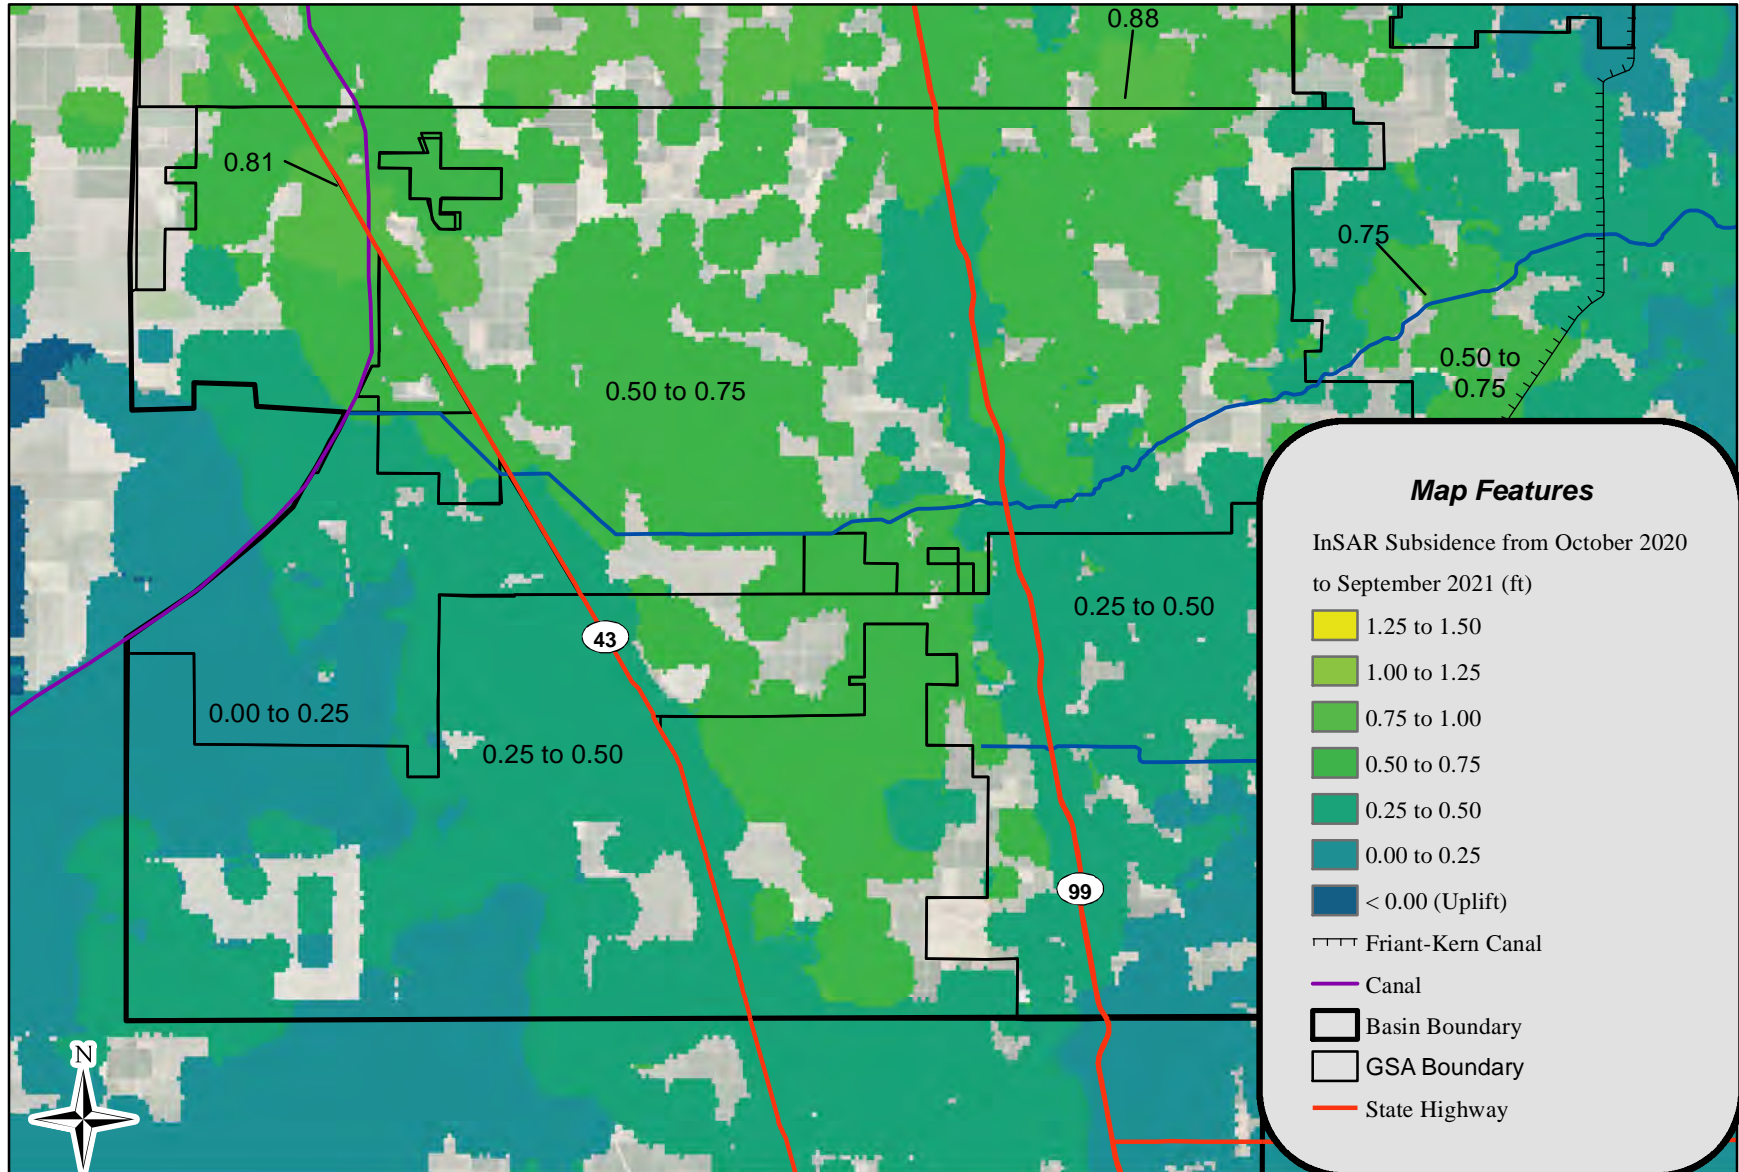 0.88
0.81
0.75
0.50 to
0.75
0.50 to 0.75
0.25 to 0.50
43
0.00 to 0.25
0.25 to 0.50
99
N
Map Features
InSAR Subsidence from October 2020
to September 2021 (ft)
1.25 to 1.50
1.00 to 1.25
0.75 to 1.00
0.50 to 0.75
0.25 to 0.50
0.00 to 0.25
< 0.00 (Uplift)
Friant-Kern Canal
Canal
Basin Boundary
GSA Boundary
State Highway